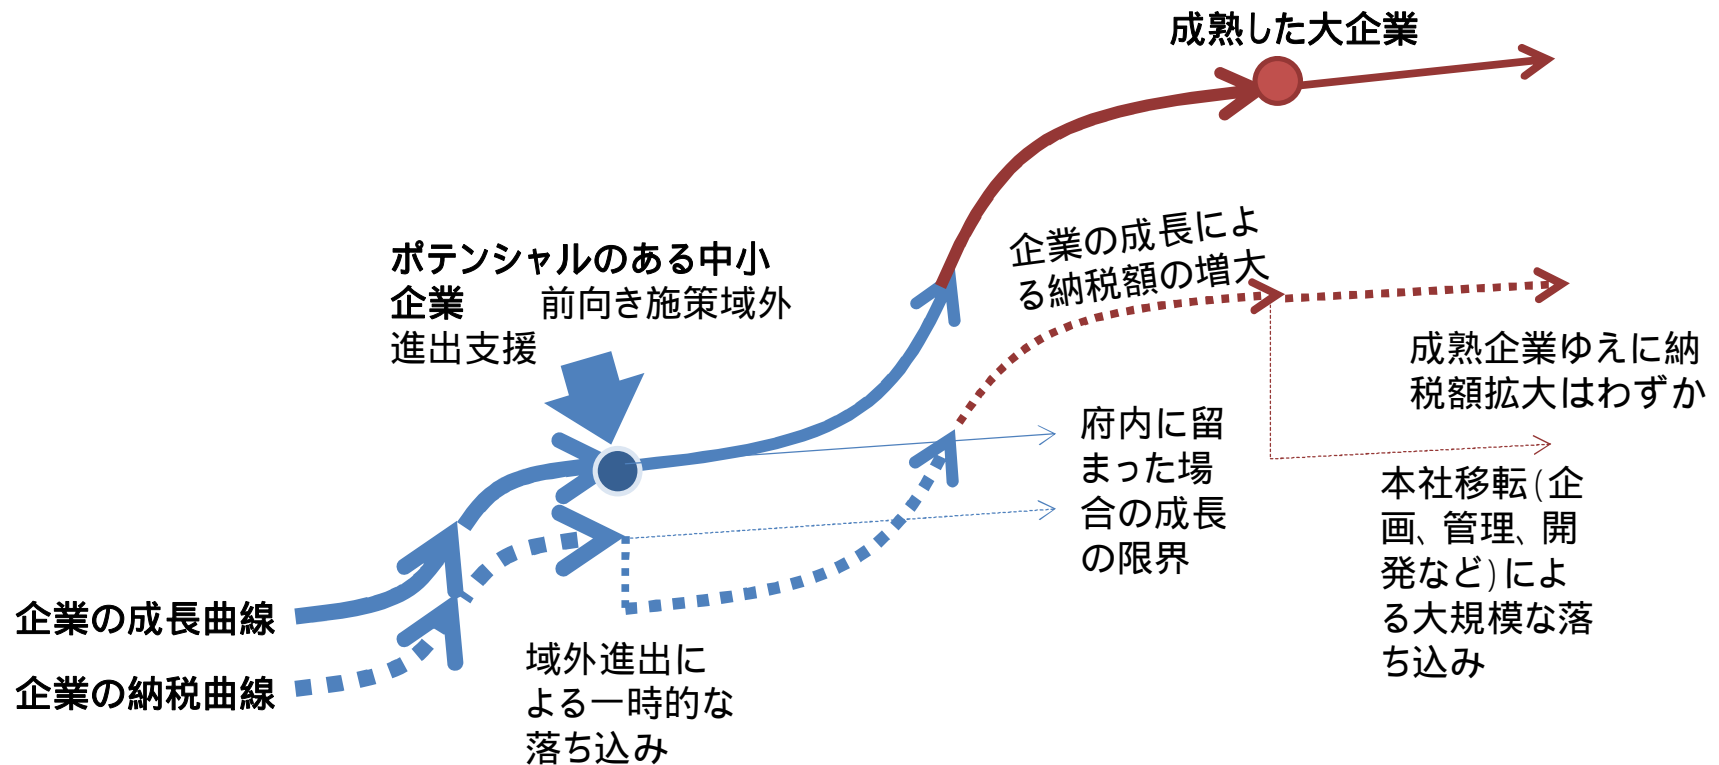 成熟した大企業
企業の成長によ
る納税額の増大
ポテンシャルのある中小
企業　　前向き施策域外
進出支援
成熟企業ゆえに納
税額拡大はわずか
府内に留
まった場
合の成長
の限界
本社移転(企
画、管理、開
発など)によ
る大規模な落
ち込み
企業の成長曲線
企業の納税曲線
域外進出に
よる一時的な
落ち込み